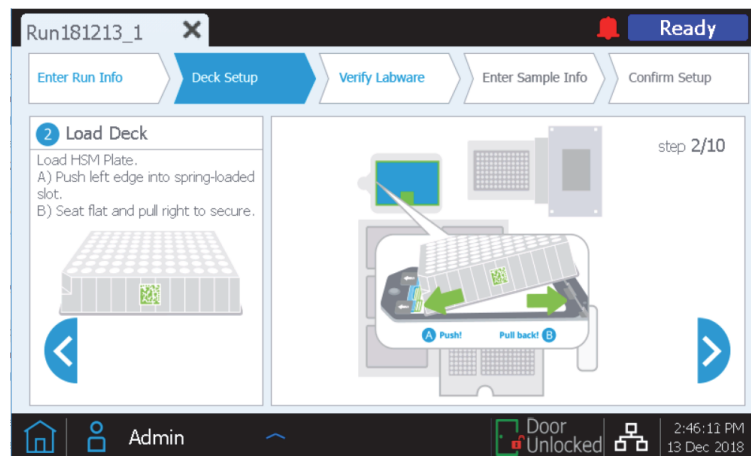 Run181213_1
Ready
Enter Run Info
Deck Setup
Verify Labware
Enter Sample Info
Confirm Setup
2 Load Deck
Load HSM Plate.
A) Push left edge into spring-loaded
slot.
B) Seat flat and pull right to secure.
step 2/10
A Push!
Pull back! B
Admin
Door
Unlocked
2:46:11 PM
13 Dec 2018